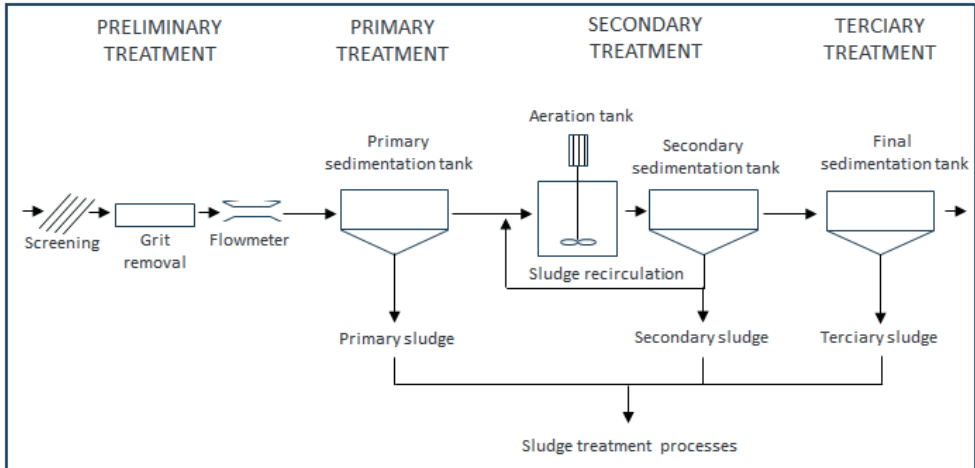 PRELIMINARY
TREATMENT
PRIMARY
TREATMENT
SECONDARY
TREATMENT
TERCIARY
TREATMENT
Aeration tank
Primary
sedimentation tank
Secondary
sedimentation tank
Final
sedimentation tank
Screening
Grit
removal
Flowmeter
Sludge recirculation
Primary sludge
Secondary sludge
Terciary sludge
Sludge treatment processes